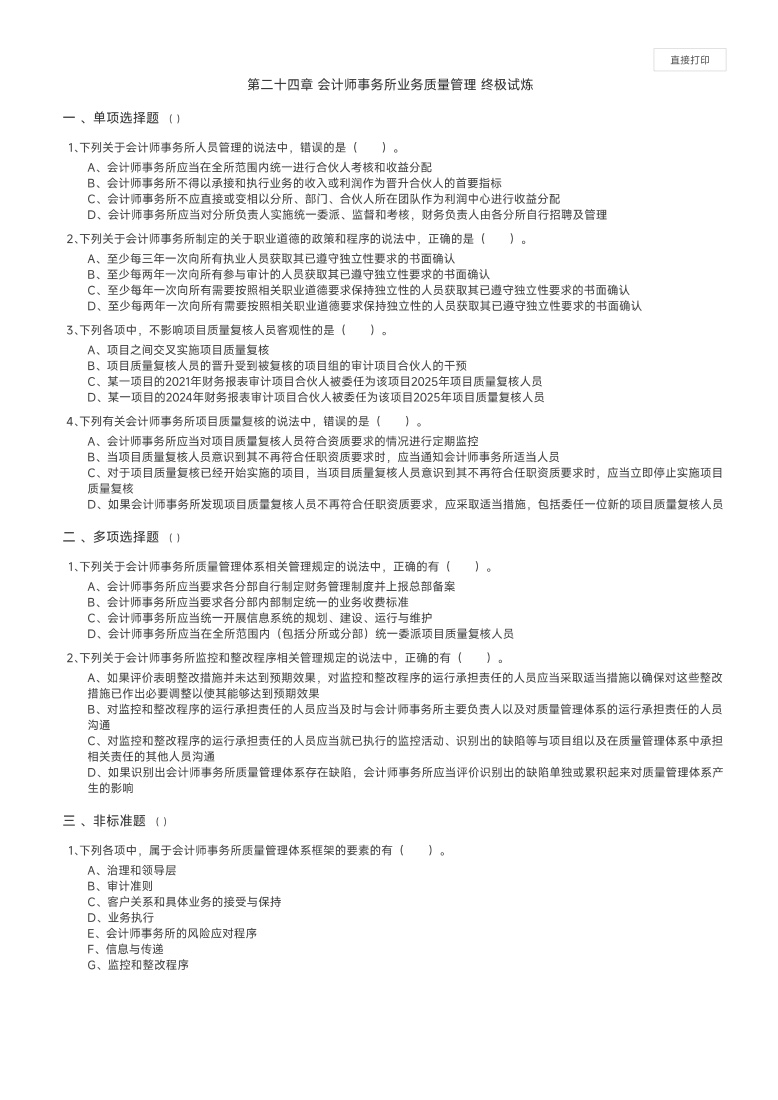 直接打印
第二十四章 会计师事务所业务质量管理 终极试炼
一 、单项选择题 （ ）
1、下列关于会计师事务所人员管理的说法中，错误的是（　　）。
A、会计师事务所应当在全所范围内统一进行合伙人考核和收益分配
B、会计师事务所不得以承接和执行业务的收入或利润作为晋升合伙人的首要指标
C、会计师事务所不应直接或变相以分所、部门、合伙人所在团队作为利润中心进行收益分配
D、会计师事务所应当对分所负责人实施统一委派、监督和考核，财务负责人由各分所自行招聘及管理
2、下列关于会计师事务所制定的关于职业道德的政策和程序的说法中，正确的是（　　）。
A、至少每三年一次向所有执业人员获取其已遵守独立性要求的书面确认
B、至少每两年一次向所有参与审计的人员获取其已遵守独立性要求的书面确认
C、至少每年一次向所有需要按照相关职业道德要求保持独立性的人员获取其已遵守独立性要求的书面确认
D、至少每两年一次向所有需要按照相关职业道德要求保持独立性的人员获取其已遵守独立性要求的书面确认
3、下列各项中，不影响项目质量复核人员客观性的是（　　）。
A、项目之间交叉实施项目质量复核
B、项目质量复核人员的晋升受到被复核的项目组的审计项目合伙人的干预
C、某一项目的2021年财务报表审计项目合伙人被委任为该项目2025年项目质量复核人员
D、某一项目的2024年财务报表审计项目合伙人被委任为该项目2025年项目质量复核人员
4、下列有关会计师事务所项目质量复核的说法中，错误的是（　　）。
A、会计师事务所应当对项目质量复核人员符合资质要求的情况进行定期监控
B、当项目质量复核人员意识到其不再符合任职资质要求时，应当通知会计师事务所适当人员
C、对于项目质量复核已经开始实施的项目，当项目质量复核人员意识到其不再符合任职资质要求时，应当立即停止实施项目
质量复核
D、如果会计师事务所发现项目质量复核人员不再符合任职资质要求，应采取适当措施，包括委任一位新的项目质量复核人员
二 、多项选择题 （ ）
1、下列关于会计师事务所质量管理体系相关管理规定的说法中，正确的有（　　）。
A、会计师事务所应当要求各分部自行制定财务管理制度并上报总部备案
B、会计师事务所应当要求各分部内部制定统一的业务收费标准
C、会计师事务所应当统一开展信息系统的规划、建设、运行与维护
D、会计师事务所应当在全所范围内（包括分所或分部）统一委派项目质量复核人员
2、下列关于会计师事务所监控和整改程序相关管理规定的说法中，正确的有（　　）。
A、如果评价表明整改措施并未达到预期效果，对监控和整改程序的运行承担责任的人员应当采取适当措施以确保对这些整改
措施已作出必要调整以使其能够达到预期效果
B、对监控和整改程序的运行承担责任的人员应当及时与会计师事务所主要负责人以及对质量管理体系的运行承担责任的人员
沟通
C、对监控和整改程序的运行承担责任的人员应当就已执行的监控活动、识别出的缺陷等与项目组以及在质量管理体系中承担
相关责任的其他人员沟通
D、如果识别出会计师事务所质量管理体系存在缺陷，会计师事务所应当评价识别出的缺陷单独或累积起来对质量管理体系产
生的影响
三 、非标准题 （ ）
1、下列各项中，属于会计师事务所质量管理体系框架的要素的有（　　）。
A、治理和领导层
B、审计准则
C、客户关系和具体业务的接受与保持
D、业务执行
E、会计师事务所的风险应对程序
F、信息与传递
G、监控和整改程序